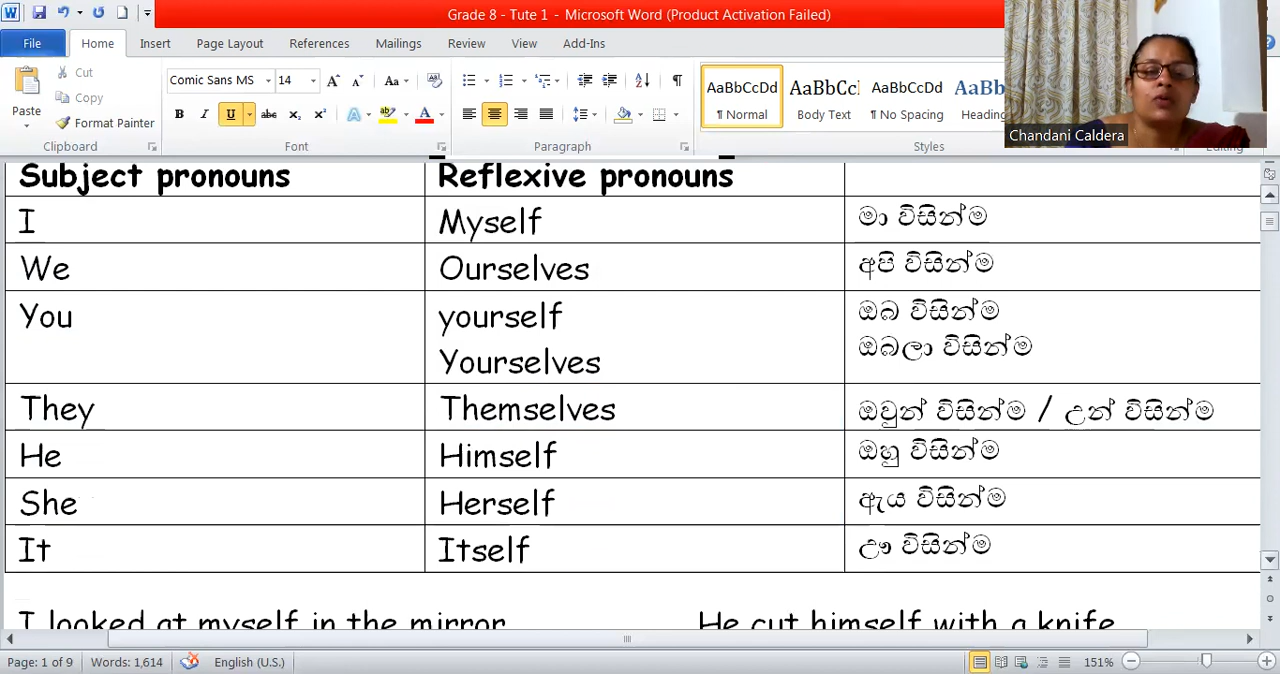 Grade 8 - Tute 1 - Microsoft Word (Product Activation Failed)
File Home Insert Page Layout References Mailings Review View Add-Ins
Cut
Copy
Format Painter
Paste
Clipboard
Comic Sans MS 14
Font
Paragraph
AaBbCcDd
¶ Normal
AaBbCc
Body Text
AaBbCcDd
¶ No Spacing
AaBb
Heading
Styles
Chandani Caldera
Subject pronouns Reflexive pronouns
I Myself මා විසින්ම
We Ourselves අපි විසින්ම
You yourself ඔබ විසින්ම
Yourselves ඔබලා විසින්ම
They Themselves ඔවුන් විසින්ම / උන් විසින්ම
He Himself ඔහු විසින්ම
She Herself ඇය විසින්ම
It Itself ඌ විසින්ම
I looked at myself in the mirror He cut himself with a knife
Page: 1 of 9 Words: 1,614 English (U.S.) 151%